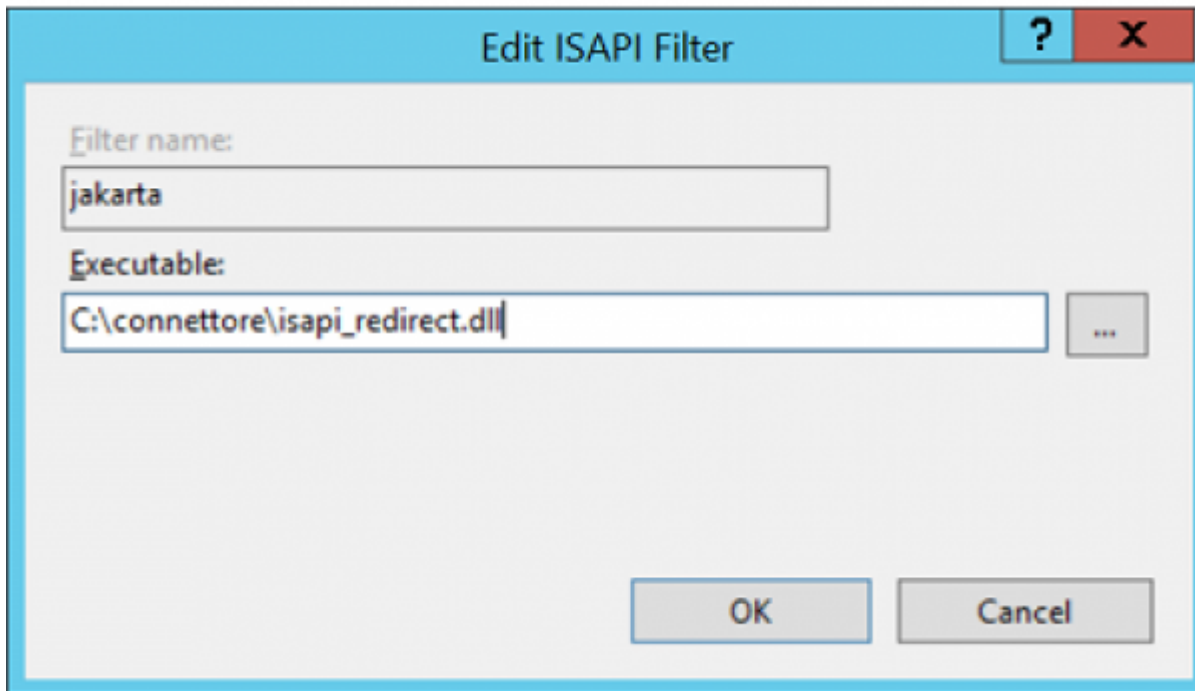 Edit ISAPI Filter
?
X
Filter name:
jakarta
Executable:
C:\connettore\isapi_redirect.dll
...
OK
Cancel